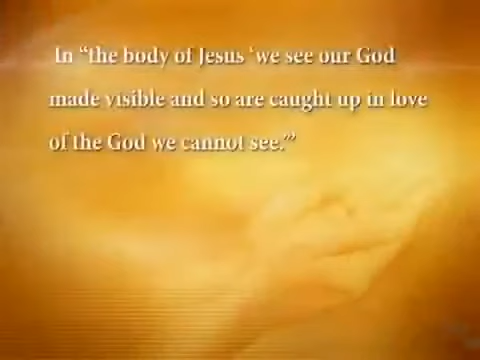 In “the body of Jesus ‘we see our God
made visible and so are caught up in love
of the God we cannot see.”’